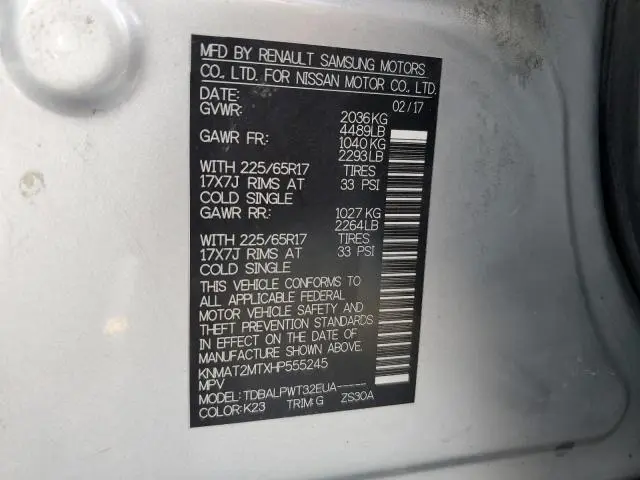 MFD BY RENAULT SAMSUNG MOTORS
CO., LTD. FOR NISSAN MOTOR CO., LTD.
DATE: 02/17
GVWR: 2036KG
4489LB
GAWR FR: 1040KG
2293LB
WITH 225/65R17 TIRES
17X7J RIMS AT 33 PSI
COLD SINGLE
GAWR RR: 1027 KG
2264LB
WITH 225/65R17 TIRES
17X7J RIMS AT 33 PSI
COLD SINGLE
THIS VEHICLE CONFORMS TO
ALL APPLICABLE FEDERAL
MOTOR VEHICLE SAFETY AND
THEFT PREVENTION STANDARDS
IN EFFECT ON THE DATE OF
MANUFACTURE SHOWN ABOVE.
KNMAT2MTXHP555245
MPV
MODEL: TDBALPWT32EUA-----
COLOR: K23 TRIM: G ZS30A